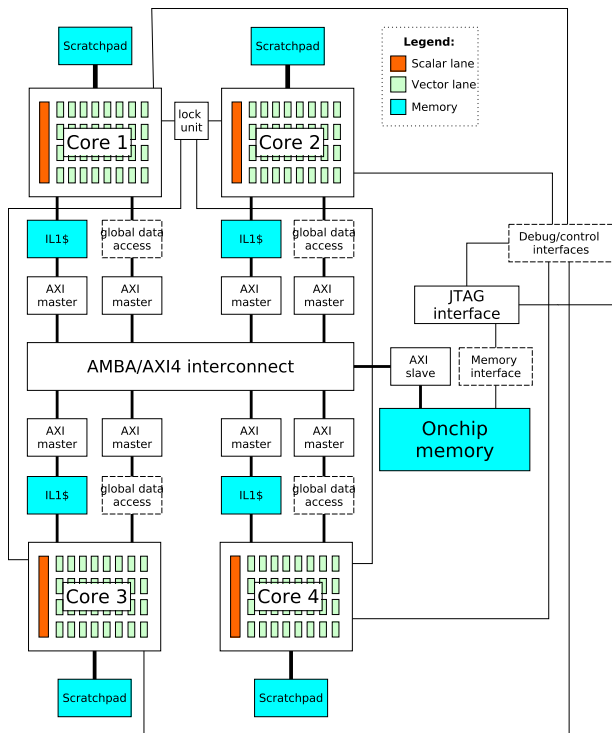 Scratchpad
Scratchpad
Legend:
Scalar lane
Vector lane
Memory
Core 1
lock
unit
Core 2
IL1$
global data
access
IL1$
global data
access
Debug/control
interfaces
AXI
master
AXI
master
AXI
master
AXI
master
JTAG
interface
AMBA/AXI4 interconnect
AXI
slave
Memory
interface
Onchip
memory
AXI
master
AXI
master
AXI
master
AXI
master
IL1$
global data
access
IL1$
global data
access
Core 3
Core 4
Scratchpad
Scratchpad